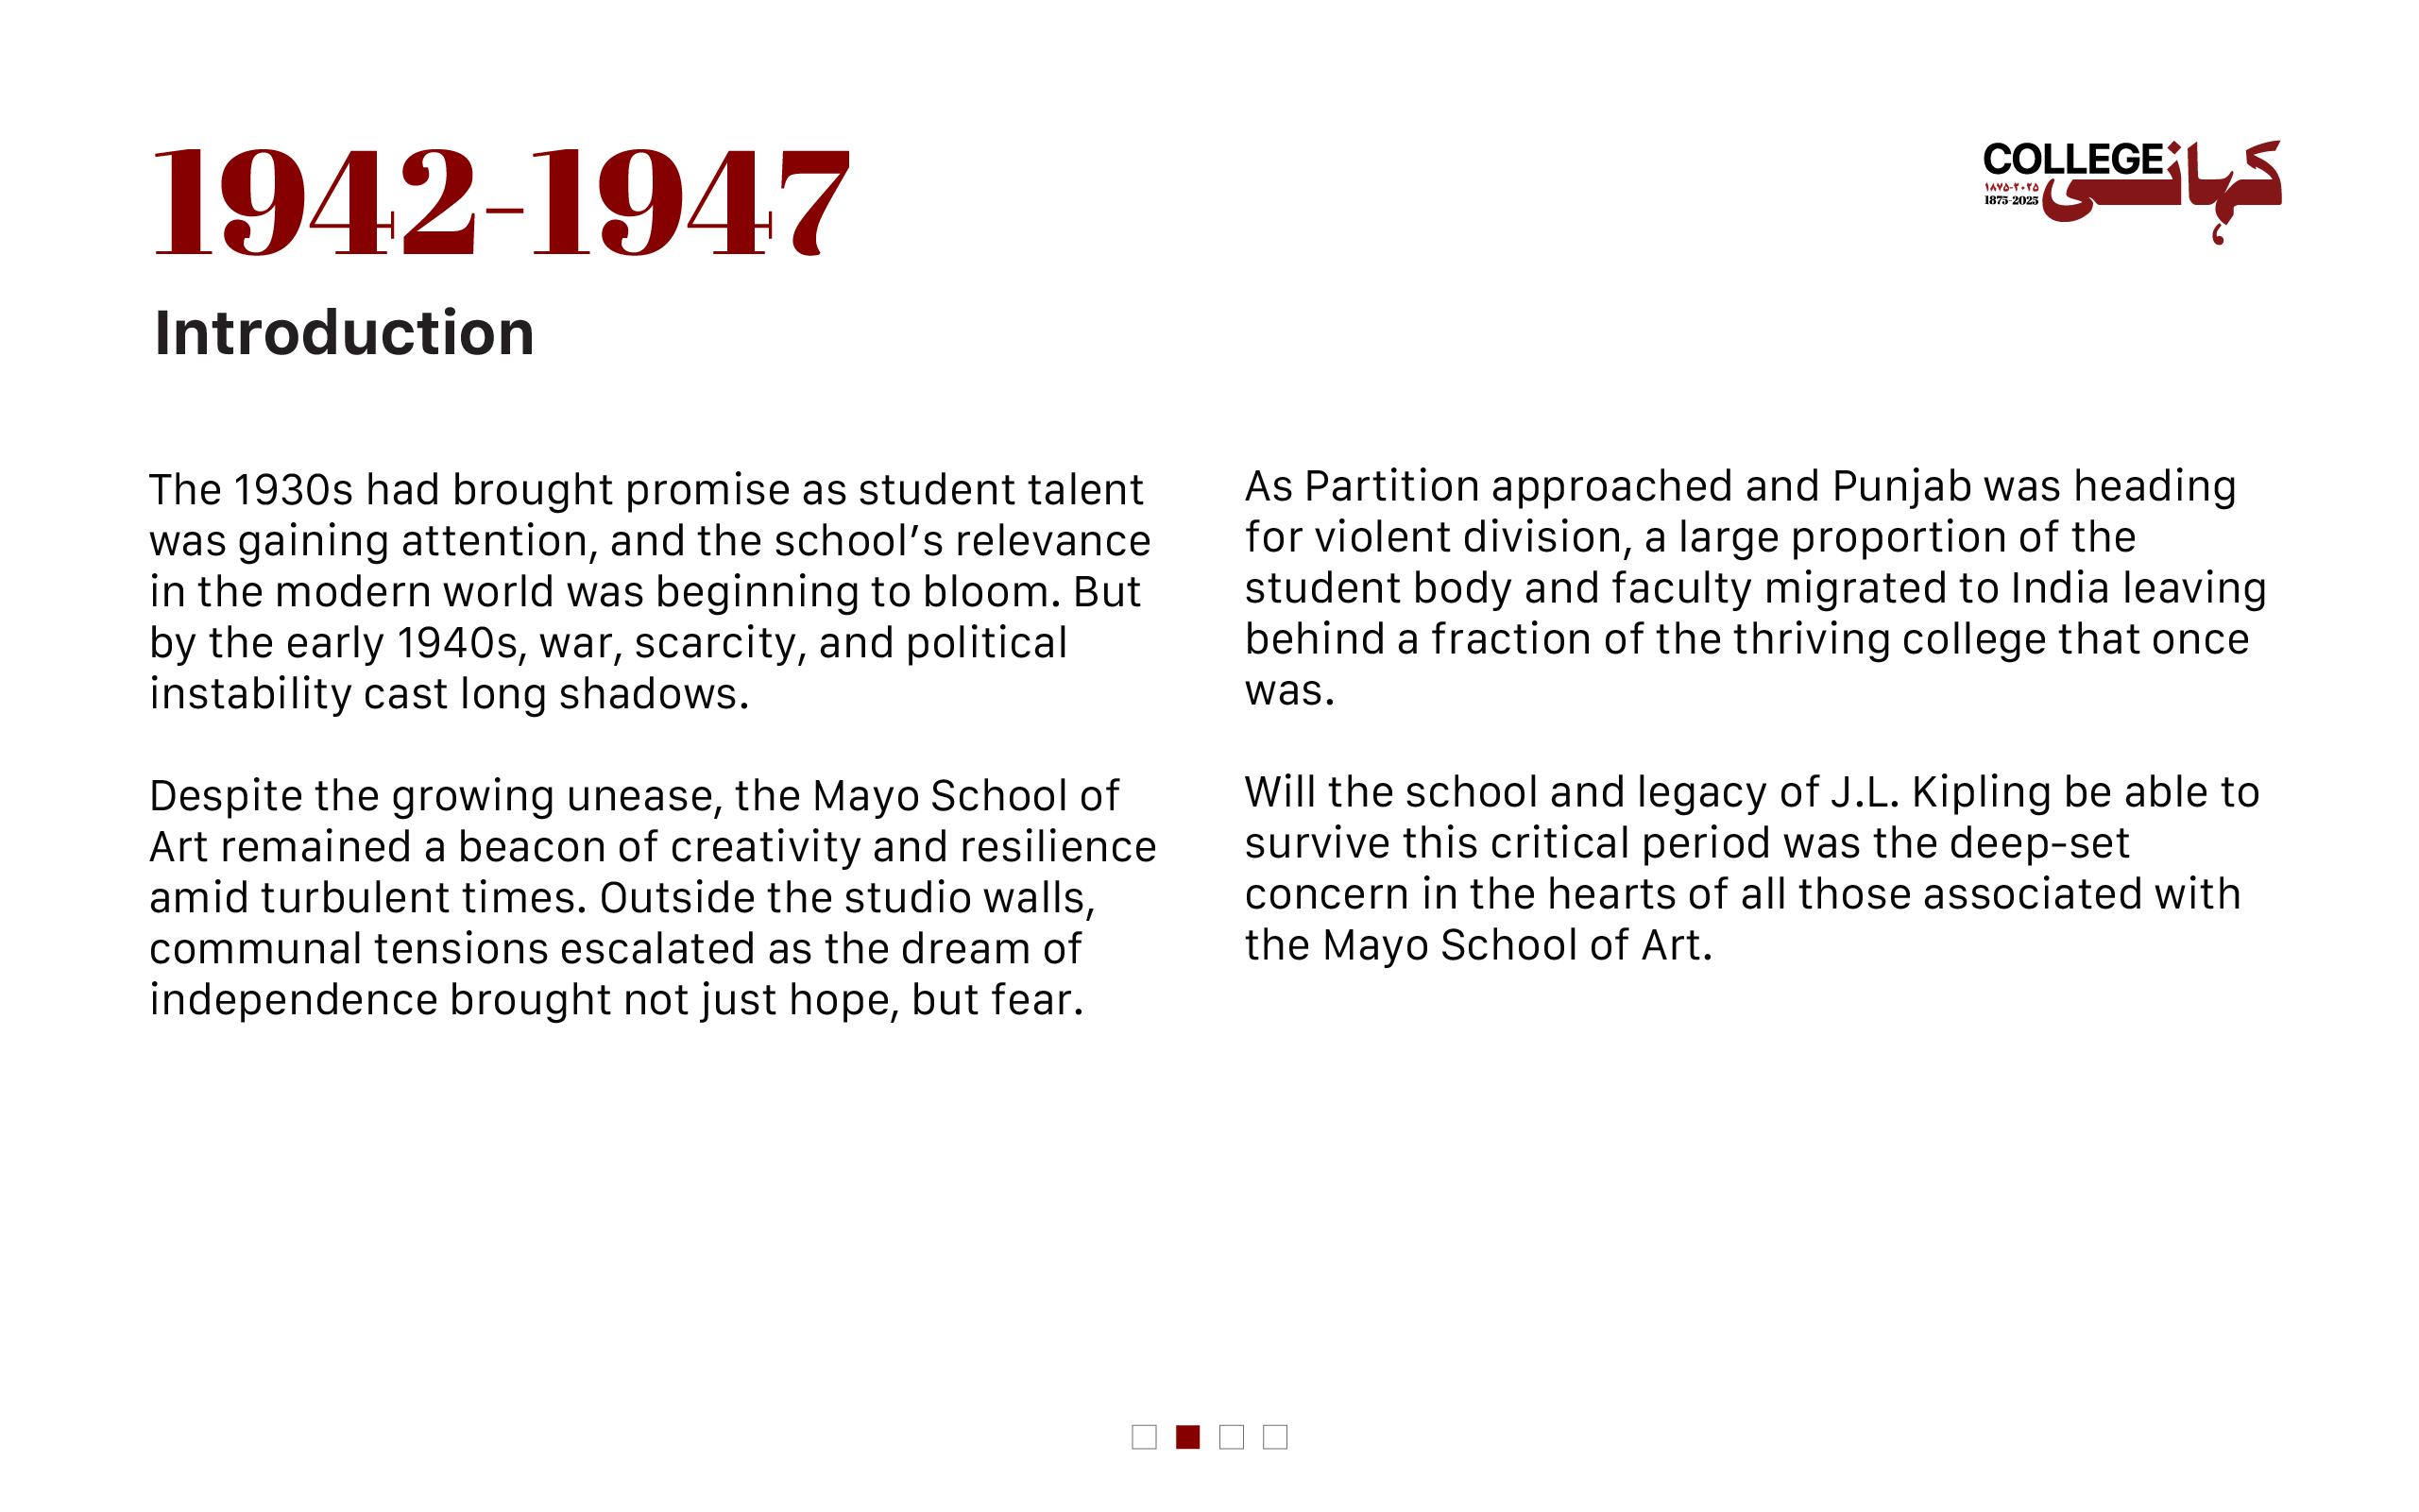 1942-1947
COLLEGE کہانی
۱۸۷۵-۲۰۲۵
1875-2025
Introduction
The 1930s had brought promise as student talent
was gaining attention, and the school’s relevance
in the modern world was beginning to bloom. But
by the early 1940s, war, scarcity, and political
instability cast long shadows.
Despite the growing unease, the Mayo School of
Art remained a beacon of creativity and resilience
amid turbulent times. Outside the studio walls,
communal tensions escalated as the dream of
independence brought not just hope, but fear.
As Partition approached and Punjab was heading
for violent division, a large proportion of the
student body and faculty migrated to India leaving
behind a fraction of the thriving college that once
was.
Will the school and legacy of J.L. Kipling be able to
survive this critical period was the deep-set
concern in the hearts of all those associated with
the Mayo School of Art.